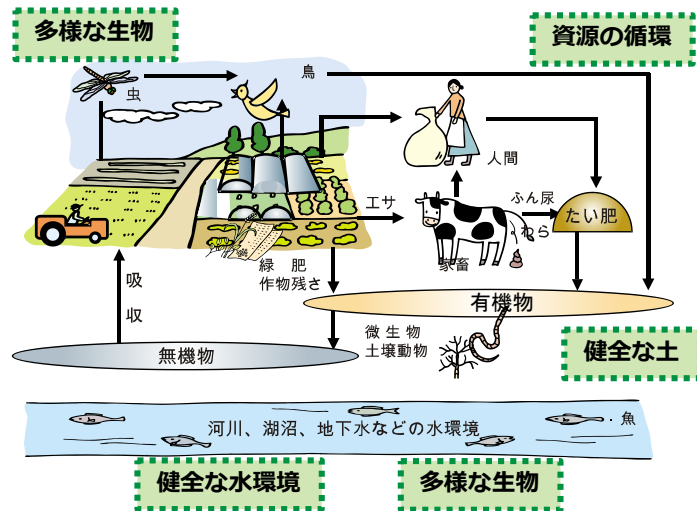 多様な生物
資源の循環
虫
鳥
人間
エサ
ふん尿
・わら
たい肥
家畜
緑 肥
作物残さ
吸
収
有機物
無機物
微生物
土壌動物
健全な土
河川、湖沼、地下水などの水環境
・魚
健全な水環境
多様な生物